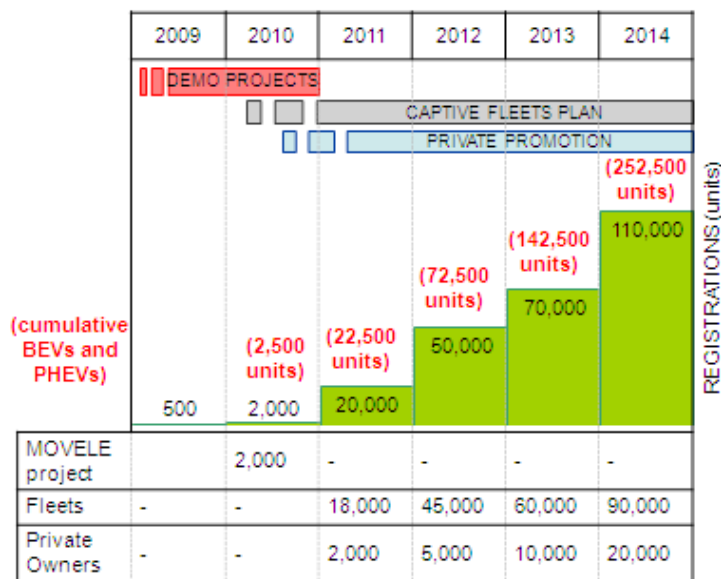 2009 2010 2011 2012 2013 2014
DEMO PROJECTS
CAPTIVE FLEETS PLAN
PRIVATE PROMOTION
(252,500
units)
110,000
(142,500
units)
70,000
(72,500
units)
50,000
(cumulative
BEVs and
PHEVs)
(2,500
units)
(22,500
units)
500 2,000 20,000
REGISTRATIONS (units)
MOVELE
project
2,000 - - - -
Fleets - - 18,000 45,000 60,000 90,000
Private
Owners
- - 2,000 5,000 10,000 20,000